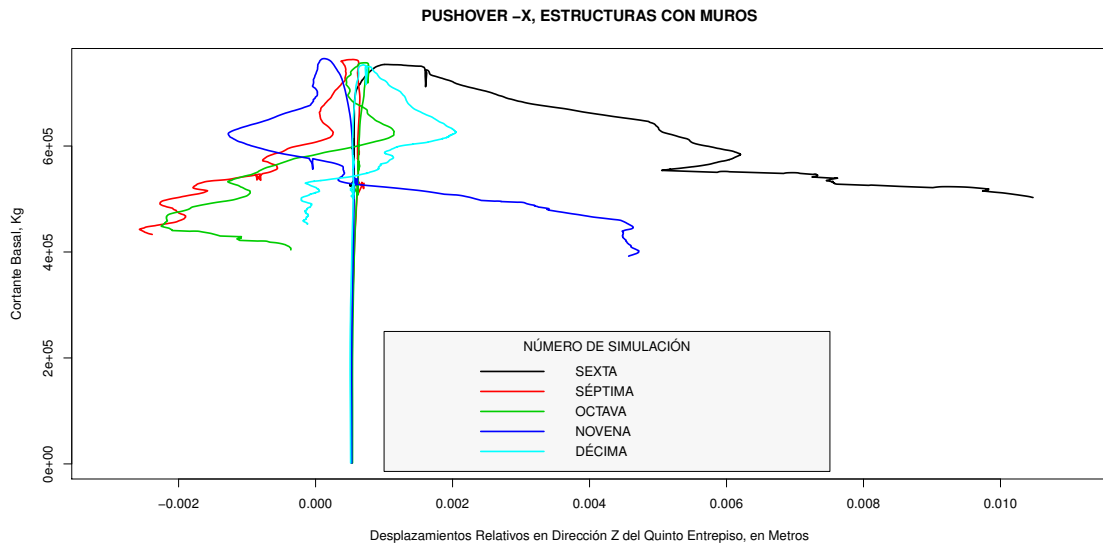 PUSHOVER −X, ESTRUCTURAS CON MUROS
Cortante Basal, Kg
6e+05
4e+05
2e+05
0e+00
NÚMERO DE SIMULACIÓN
SEXTA
SÉPTIMA
OCTAVA
NOVENA
DÉCIMA
−0.002 0.000 0.002 0.004 0.006 0.008 0.010
Desplazamientos Relativos en Dirección Z del Quinto Entrepiso, en Metros